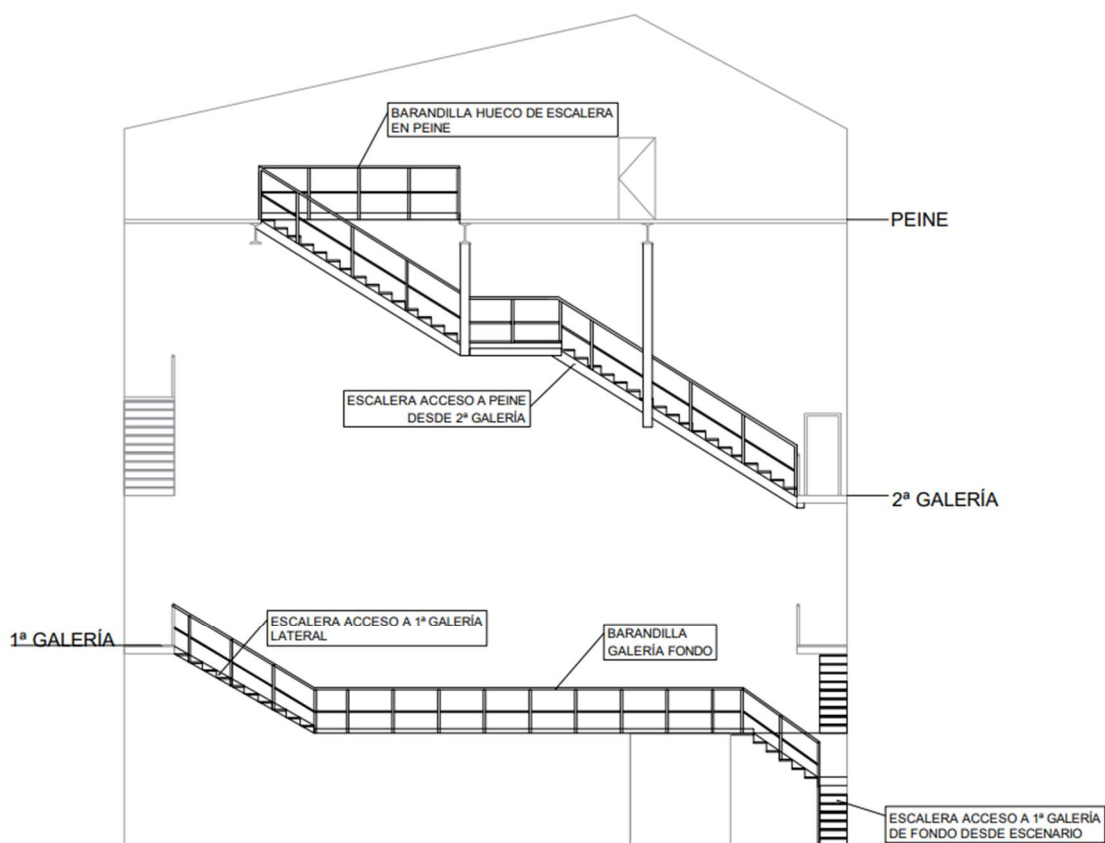 BARANDILLA HUECO DE ESCALERA
EN PEINE
PEINE
ESCALERA ACCESO A PEINE
DESDE 2ª GALERÍA
2ª GALERÍA
ESCALERA ACCESO A 1ª GALERÍA
LATERAL
1ª GALERÍA
BARANDILLA
GALERÍA FONDO
ESCALERA ACCESO A 1ª GALERÍA
DE FONDO DESDE ESCENARIO